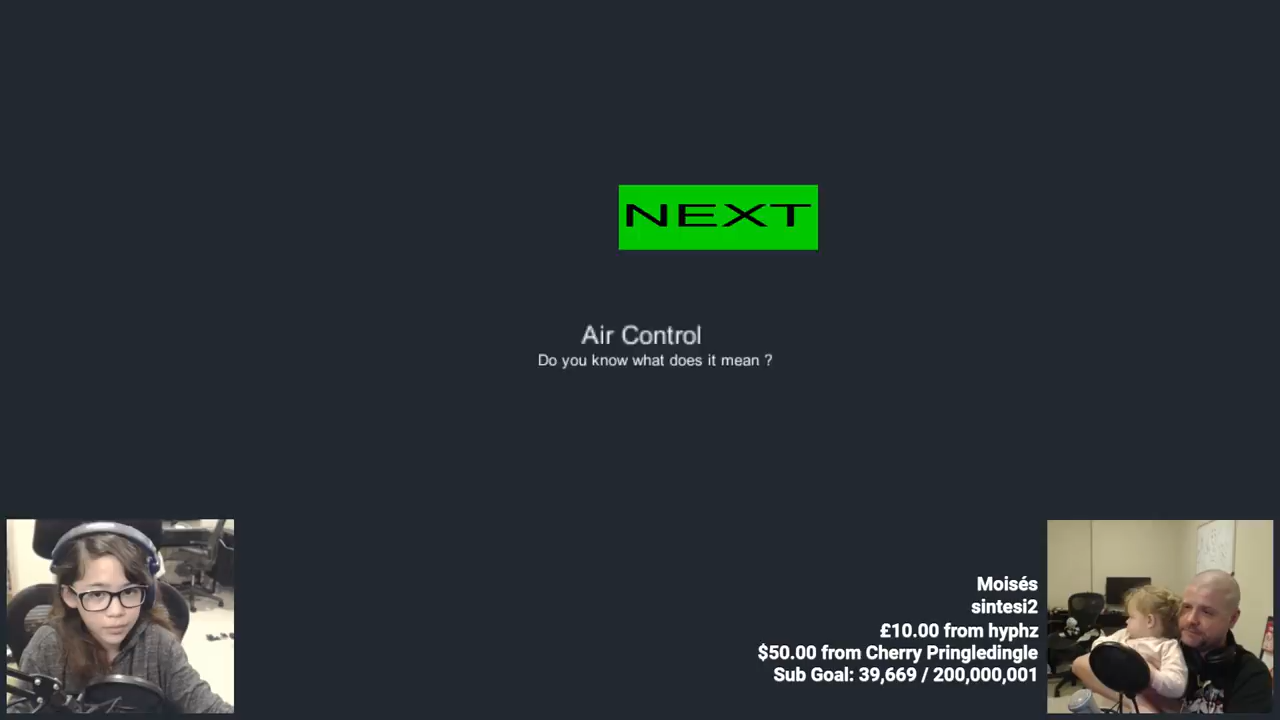 NEXT
Air Control
Do you know what does it mean ?
Moisés
sintesi2
£10.00 from hyphz
$50.00 from Cherry Pringledingle
Sub Goal: 39,669 / 200,000,001